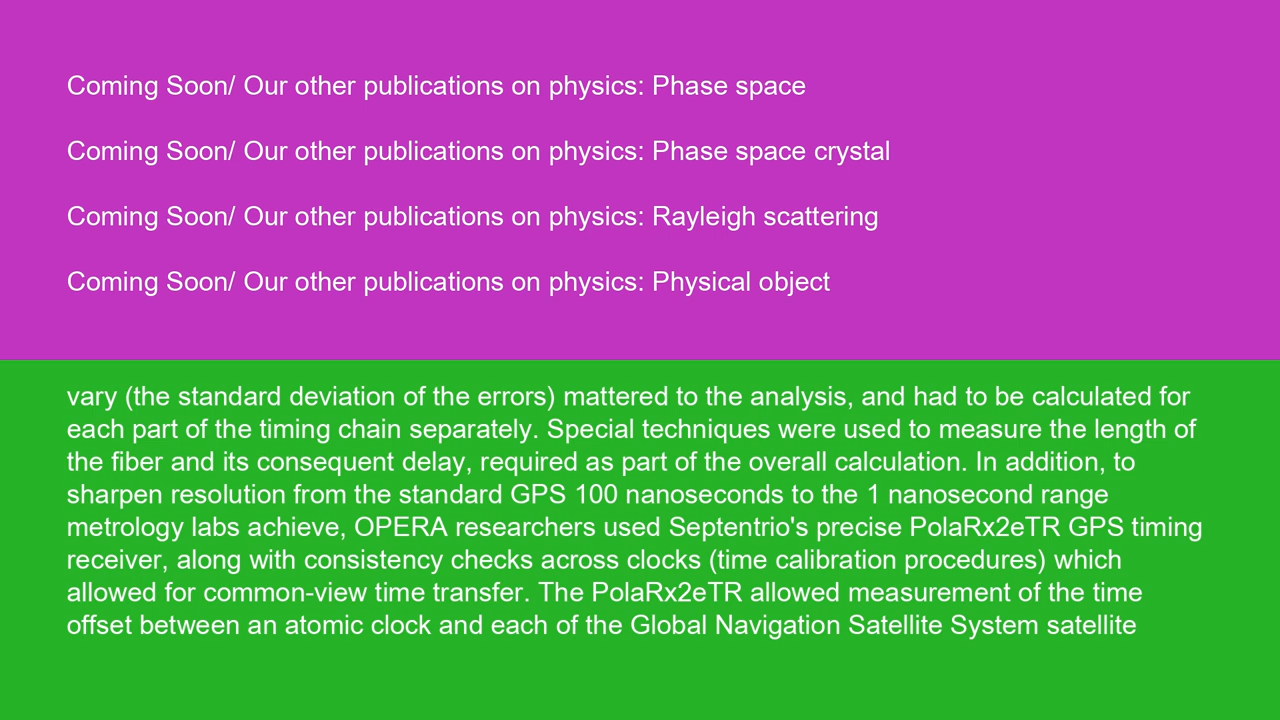 Coming Soon/ Our other publications on physics: Phase space
Coming Soon/ Our other publications on physics: Phase space crystal
Coming Soon/ Our other publications on physics: Rayleigh scattering
Coming Soon/ Our other publications on physics: Physical object
vary (the standard deviation of the errors) mattered to the analysis, and had to be calculated for
each part of the timing chain separately. Special techniques were used to measure the length of
the fiber and its consequent delay, required as part of the overall calculation. In addition, to
sharpen resolution from the standard GPS 100 nanoseconds to the 1 nanosecond range
metrology labs achieve, OPERA researchers used Septentrio's precise PolaRx2eTR GPS timing
receiver, along with consistency checks across clocks (time calibration procedures) which
allowed for common-view time transfer. The PolaRx2eTR allowed measurement of the time
offset between an atomic clock and each of the Global Navigation Satellite System satellite